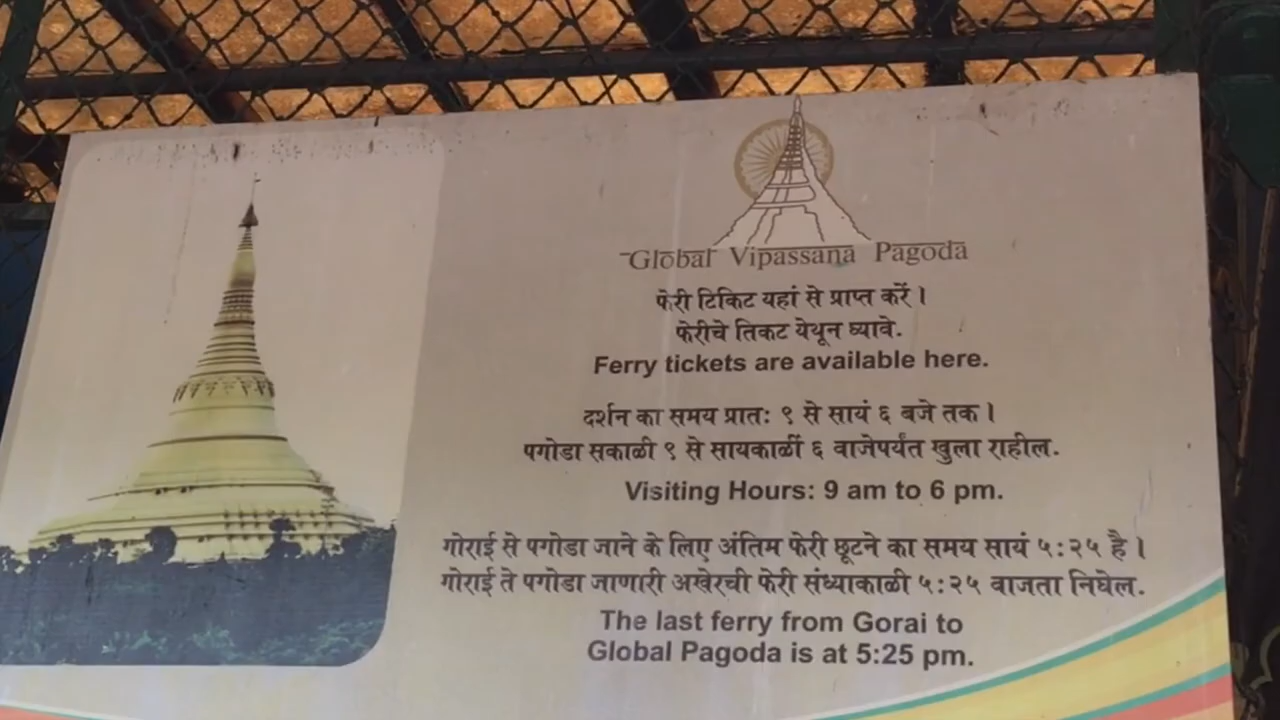 Global Vipassana Pagoda
फेरी टिकिट यहां से प्राप्त करें ।
फेरीचे तिकट येथून घ्यावे.
Ferry tickets are available here.
दर्शन का समय प्रातः ९ से सायं ६ बजे तक ।
पगोडा सकाळी ९ से सायकाळीं ६ वाजेपर्यंत खुला राहील.
Visiting Hours: 9 am to 6 pm.
गोराई से पगोडा जाने के लिए अंतिम फेरी छूटने का समय सायं ५:२५ है ।
गोराई ते पगोडा जाणारी अखेरची फेरी संध्याकाळी ५:२५ वाजता निघेल.
The last ferry from Gorai to
Global Pagoda is at 5:25 pm.